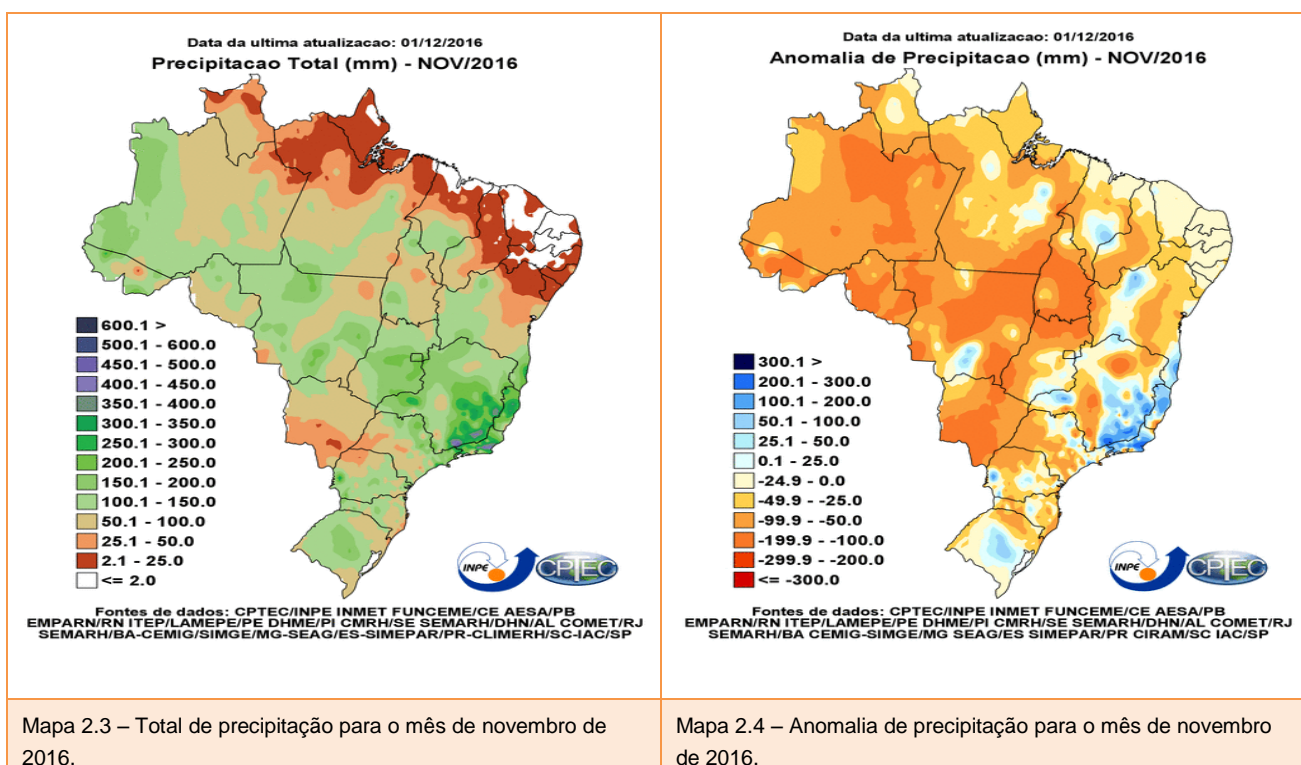 Data da ultima atualizacao: 01/12/2016
Precipitacao Total (mm) - NOV/2016
600.1 >
500.1 - 600.0
450.1 - 500.0
400.1 - 450.0
350.1 - 400.0
300.1 - 350.0
250.1 - 300.0
200.1 - 250.0
150.1 - 200.0
100.1 - 150.0
50.1 - 100.0
25.1 - 50.0
2.1 - 25.0
<= 2.0
INPE
CPTEC
Fontes de dados: CPTEC/INPE INMET FUNCEME/CE AESA/PB
EMPARN/RN ITEP/LAMEPE/PE DHME/PI CMRH/SE SEMARH/DHN/AL COMET/RJ
SEMARH/BA-CEMIG/SIMGE/MG-SEAG/ES-SIMEPAR/PR-CLIMERH/SC-IAC/SP
Mapa 2.3 – Total de precipitação para o mês de novembro de
2016.
Data da ultima atualizacao: 01/12/2016
Anomalia de Precipitacao (mm) - NOV/2016
300.1 >
200.1 - 300.0
100.1 - 200.0
50.1 - 100.0
25.1 - 50.0
0.1 - 25.0
-24.9 - 0.0
-49.9 - -25.0
-99.9 - -50.0
-199.9 - -100.0
-299.9 - -200.0
<= -300.0
INPE
CPTEC
Fontes de dados: CPTEC/INPE INMET FUNCEME/CE AESA/PB
EMPARN/RN ITEP/LAMEPE/PE DHME/PI CMRH/SE SEMARH/DHN/AL COMET/RJ
SEMARH/BA CEMIG-SIMGE/MG SEAG/ES SIMEPAR/PR CIRAM/SC IAC/SP
Mapa 2.4 – Anomalia de precipitação para o mês de novembro
de 2016.